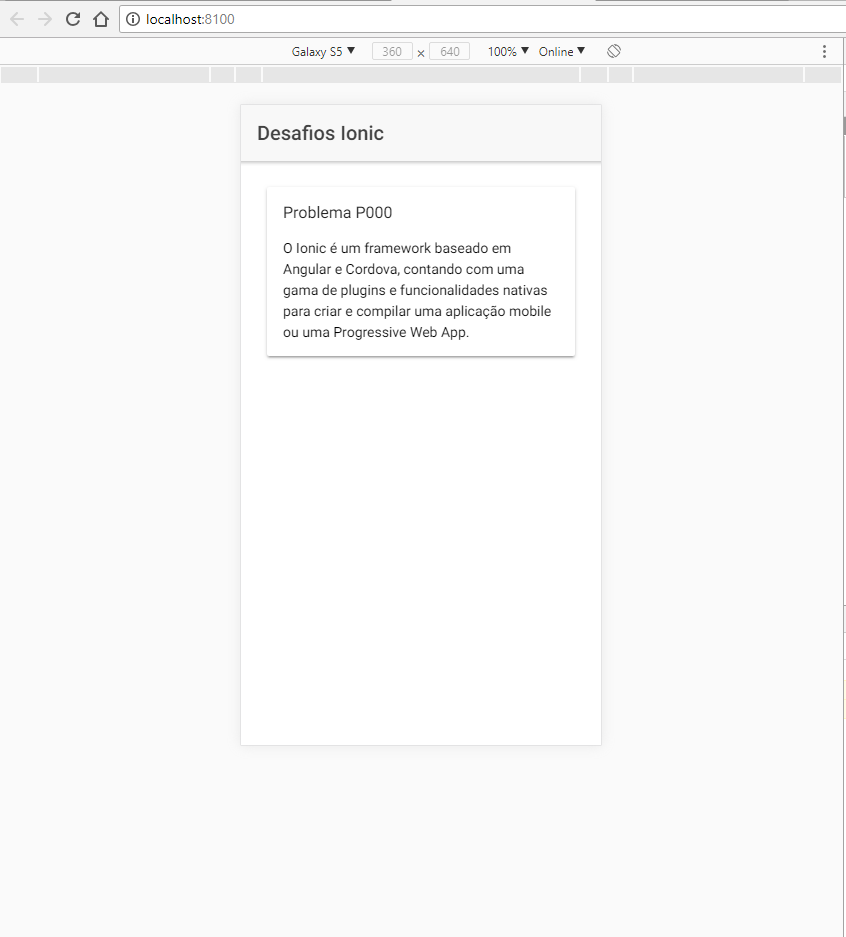 localhost:8100
Galaxy S5 ▼ 360 × 640 100% ▼ Online ▼
Desafios Ionic
Problema P000
O Ionic é um framework baseado em
Angular e Cordova, contando com uma
gama de plugins e funcionalidades nativas
para criar e compilar uma aplicação mobile
ou uma Progressive Web App.